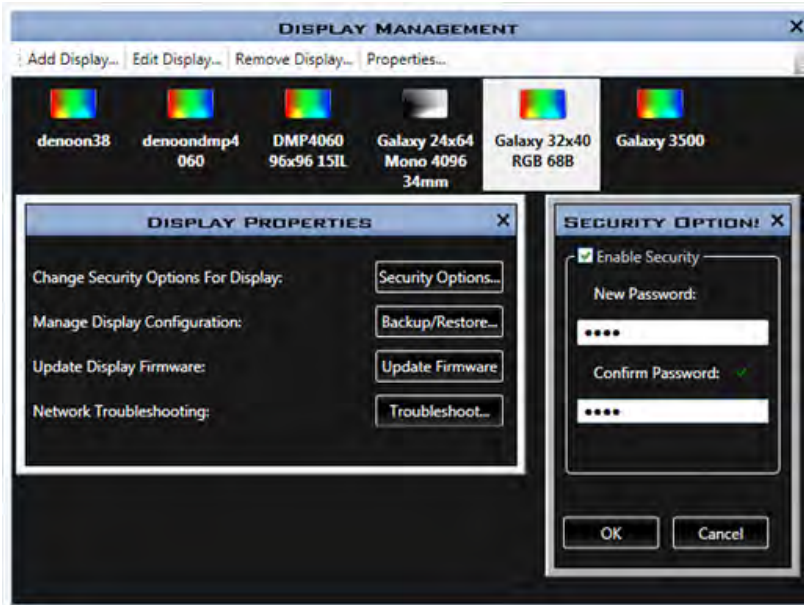 DISPLAY MANAGEMENT X
Add Display... Edit Display... Remove Display... Properties...
denoon38
denoondmp4
060
DMP4060
96x96 15IL
Galaxy 24x64
Mono 4096
34mm
Galaxy 32x40
RGB 68B
Galaxy 3500
DISPLAY PROPERTIES X
Change Security Options For Display: Security Options...
Manage Display Configuration: Backup/Restore...
Update Display Firmware: Update Firmware
Network Troubleshooting: Troubleshoot...
SECURITY OPTION! X
Enable Security
New Password:
••••
Confirm Password: ✓
••••
OK Cancel